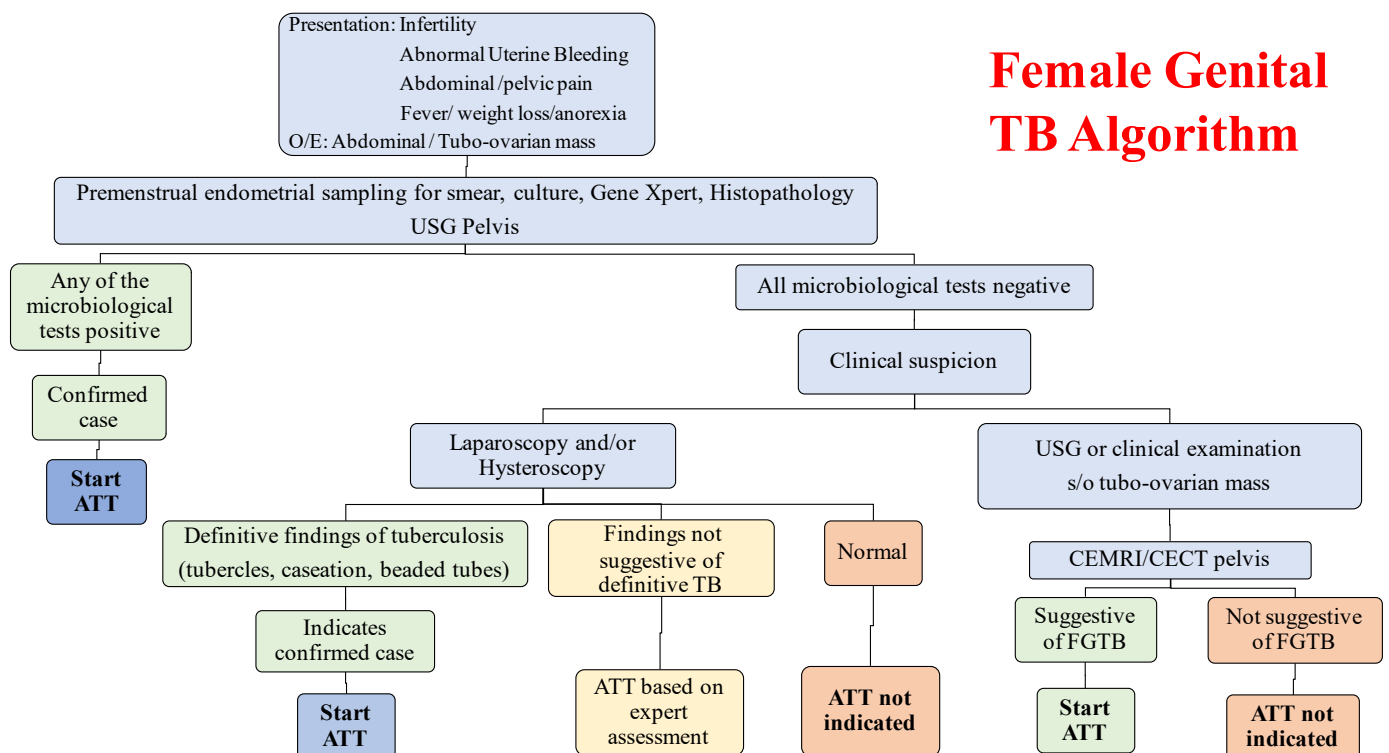 Female Genital
TB Algorithm
Presentation: Infertility
Abnormal Uterine Bleeding
Abdominal /pelvic pain
Fever/ weight loss/anorexia
O/E: Abdominal / Tubo-ovarian mass
Premenstrual endometrial sampling for smear, culture, Gene Xpert, Histopathology
USG Pelvis
Any of the
microbiological
tests positive
Confirmed
case
Start
ATT
All microbiological tests negative
Clinical suspicion
Laparoscopy and/or
Hysteroscopy
Definitive findings of tuberculosis
(tubercles, caseation, beaded tubes)
Indicates
confirmed case
Start
ATT
Findings not
suggestive of
definitive TB
ATT based on
expert
assessment
Normal
ATT not
indicated
USG or clinical examination
s/o tubo-ovarian mass
CEMRI/CECT pelvis
Suggestive
of FGTB
Start
ATT
Not suggestive
of FGTB
ATT not
indicated